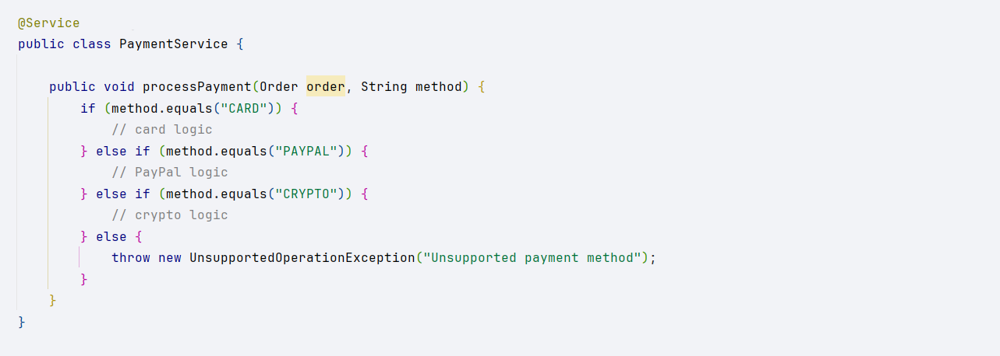 @Service
public class PaymentService {
    public void processPayment(Order order, String method) {
        if (method.equals("CARD")) {
            // card logic
        } else if (method.equals("PAYPAL")) {
            // PayPal logic
        } else if (method.equals("CRYPTO")) {
            // crypto logic
        } else {
            throw new UnsupportedOperationException("Unsupported payment method");
        }
    }
}